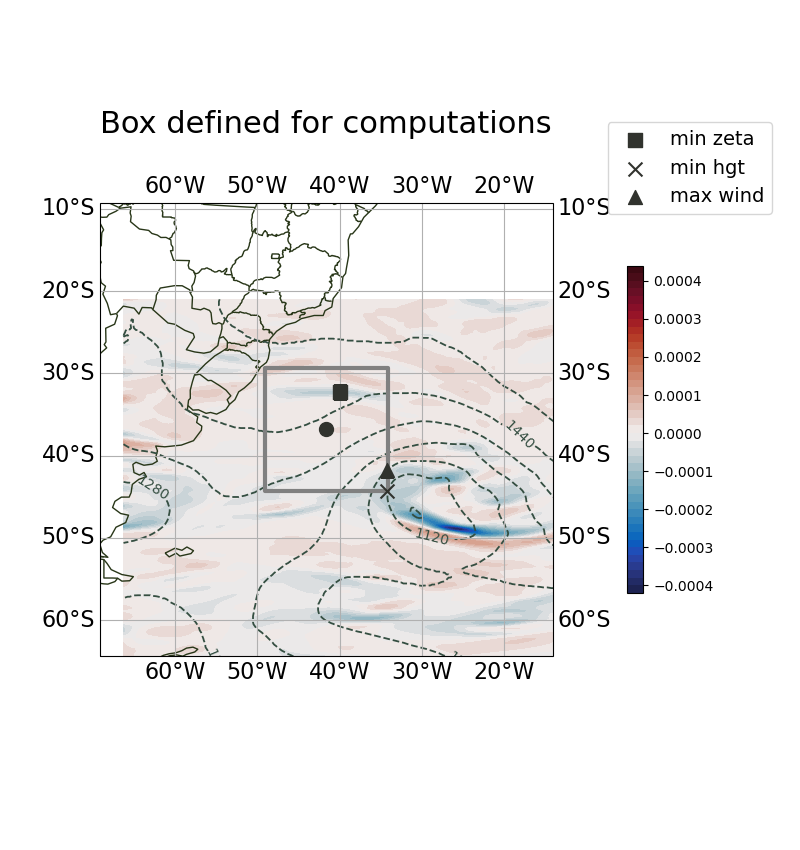 Box defined for computations
min zeta
min hgt
max wind
60°W 50°W 40°W 30°W 20°W
10°S 10°S
20°S 20°S
30°S 30°S
40°S 40°S
50°S 50°S
60°S 60°S
1440
1280
1120
60°W 50°W 40°W 30°W 20°W
0.0004
0.0003
0.0002
0.0001
0.0000
−0.0001
−0.0002
−0.0003
−0.0004